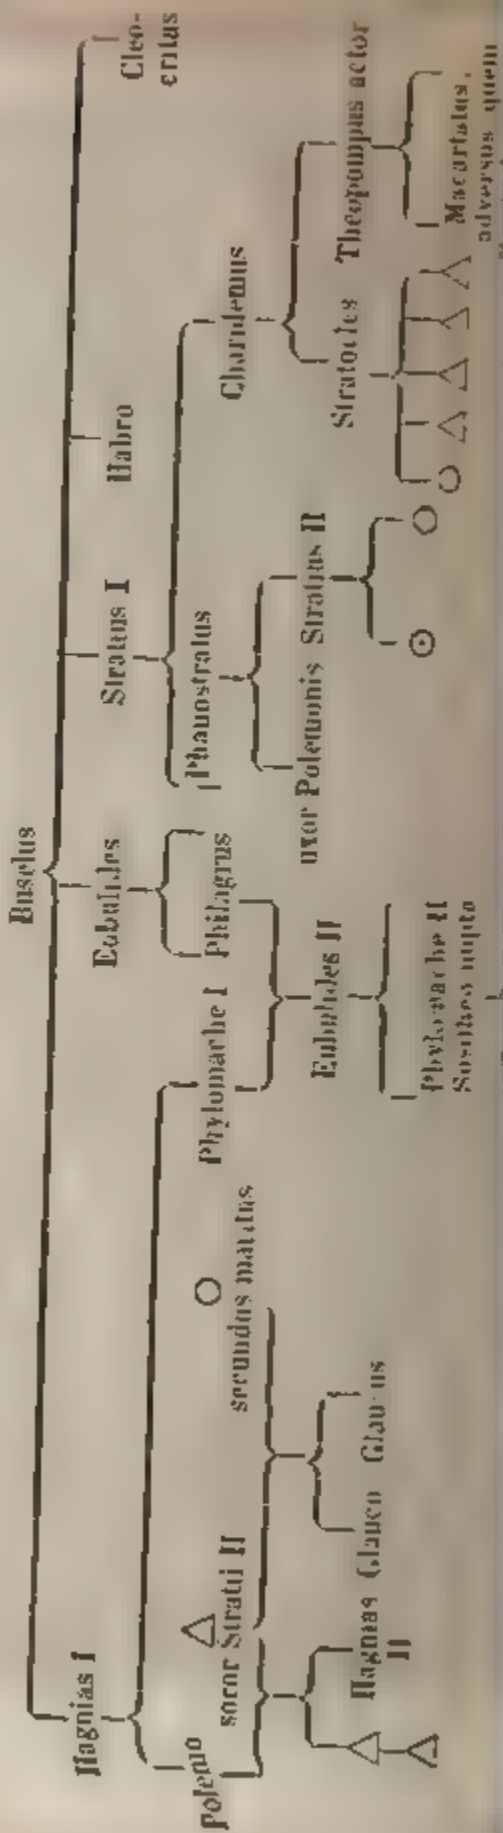 Buselus
Hagnias I
Eubulides
Stratius I
Habro
Cleo-
critus
Polemo
Phylomache I
Philagrus
Phanostratus
Charidemus
soror Stratii II
secundus maritus
Eubulides II
uxor Polemonis
Stratius II
Stratocles
Theopompus actor
Hagnias
II
Glauco
Glaucus
Phylomache II
Sositheo nupta
Macartatus,
adversus quem